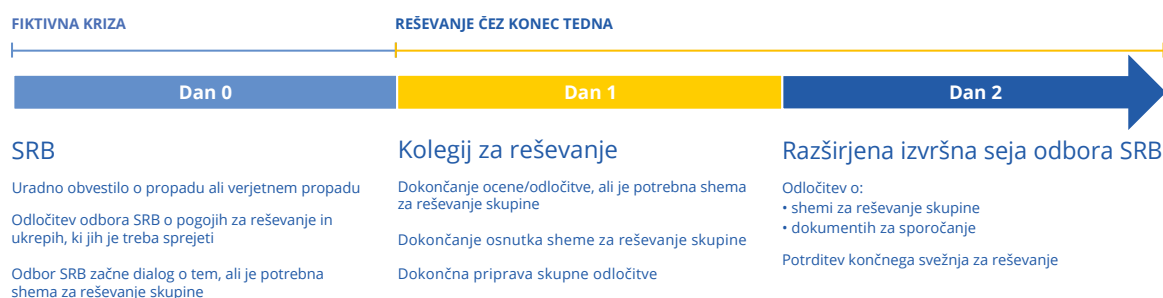 FIKTIVNA KRIZA
REŠEVANJE ČEZ KONEC TEDNA
Dan 0
Dan 1
Dan 2
SRB
Uradno obvestilo o propadu ali verjetnem propadu
Odločitev odbora SRB o pogojih za reševanje in
ukrepih, ki jih je treba sprejeti
Odbor SRB začne dialog o tem, ali je potrebna
shema za reševanje skupine
Kolegij za reševanje
Dokončanje ocene/odločitve, ali je potrebna shema
za reševanje skupine
Dokončanje osnutka sheme za reševanje skupine
Dokončna priprava skupne odločitve
Razširjena izvršna seja odbora SRB
Odločitev o:
• shemi za reševanje skupine
• dokumentih za sporočanje
Potrditev končnega svežnja za reševanje